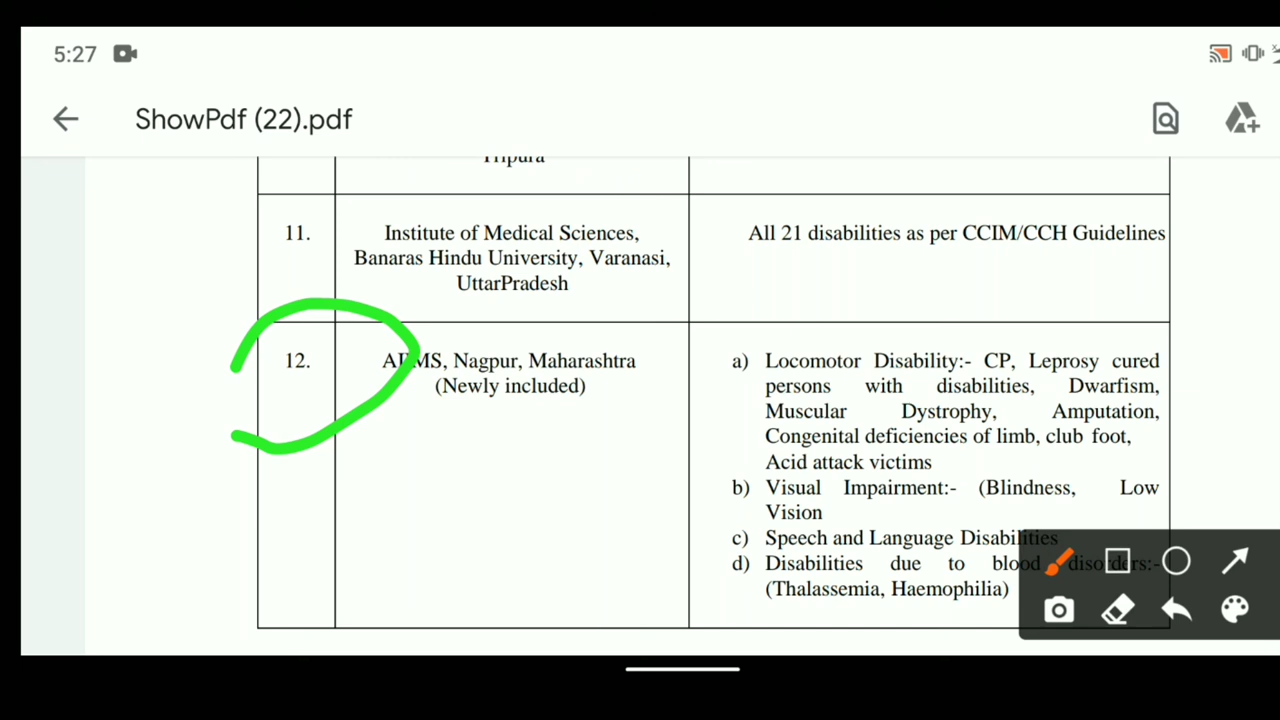 5:27
ShowPdf (22).pdf
Tripura
11.
Institute of Medical Sciences,
Banaras Hindu University, Varanasi,
UttarPradesh
All 21 disabilities as per CCIM/CCH Guidelines
12.
AIIMS, Nagpur, Maharashtra
(Newly included)
a) Locomotor Disability:- CP, Leprosy cured
persons with disabilities, Dwarfism,
Muscular Dystrophy, Amputation,
Congenital deficiencies of limb, club foot,
Acid attack victims
b) Visual Impairment:- (Blindness, Low
Vision
c) Speech and Language Disabilities
d) Disabilities due to blood disorders:-
(Thalassemia, Haemophilia)